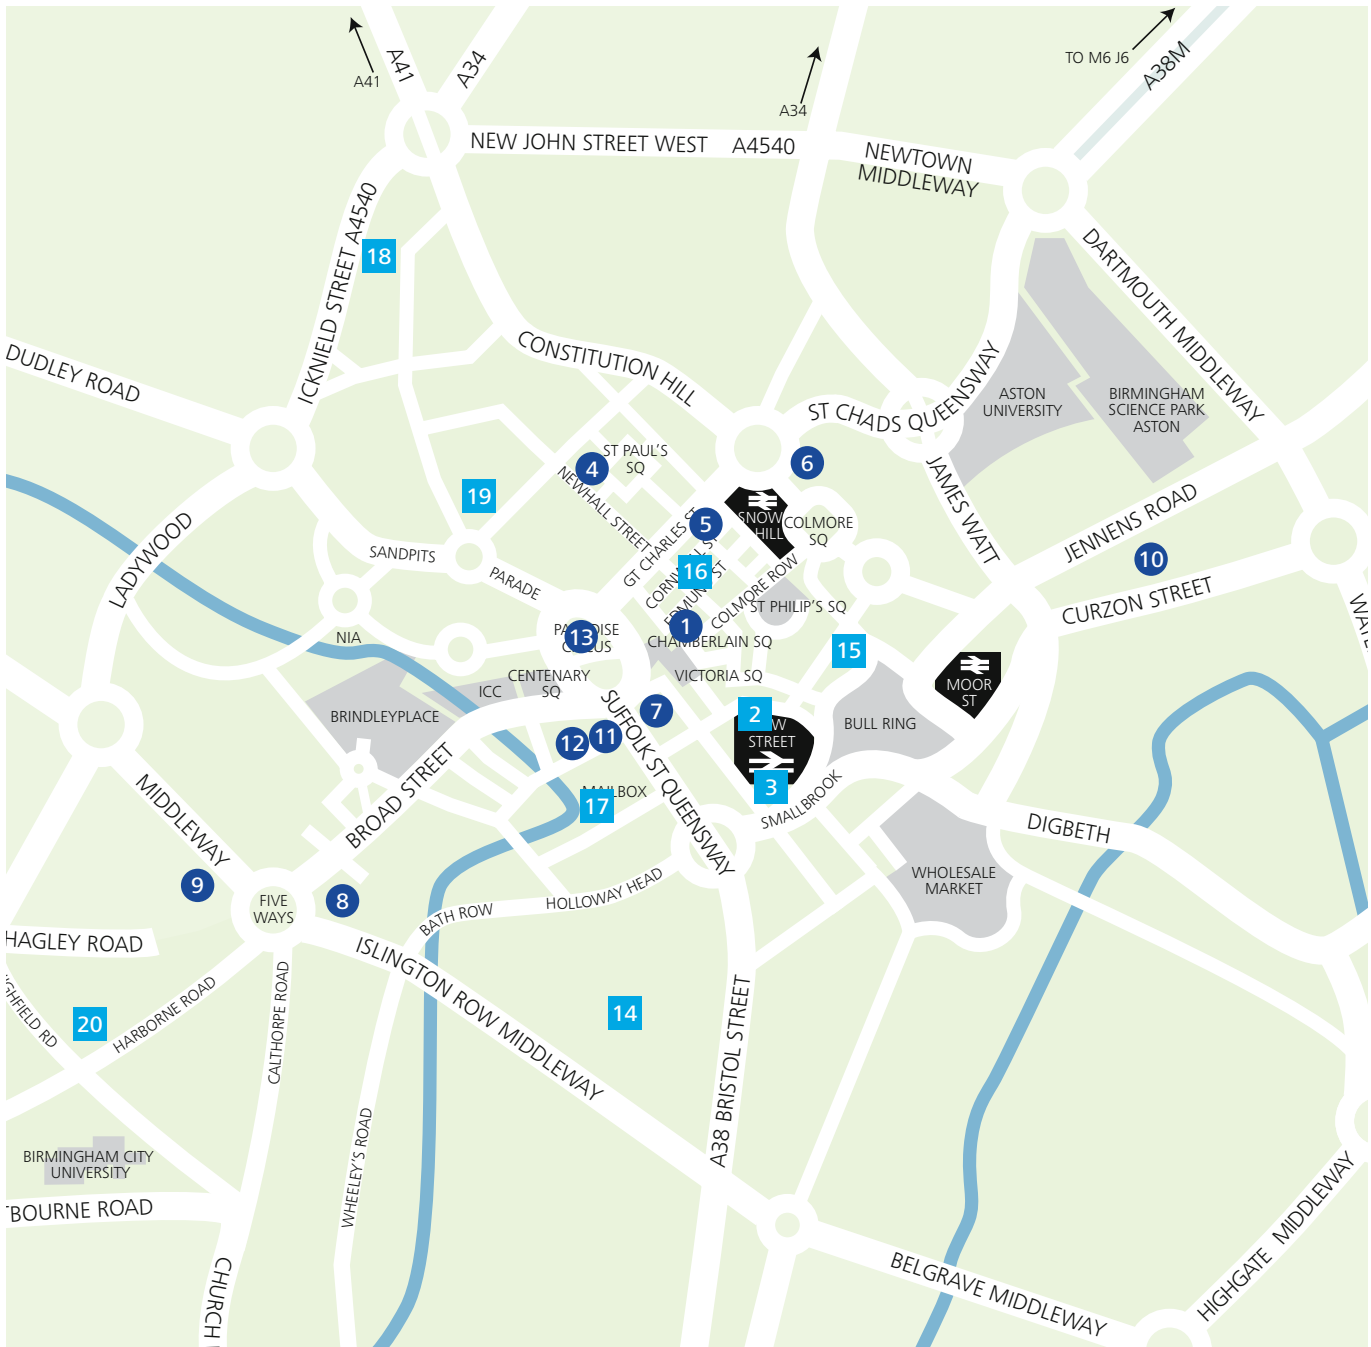 A41
A34
A41
A34
TO M6 J6
A38M
NEW JOHN STREET WEST A4540
NEWTOWN
MIDDLEWAY
ICKNIELD STREET A4540
18
DARTMOUTH MIDDLEWAY
DUDLEY ROAD
CONSTITUTION HILL
ST CHADS QUEENSWAY
ASTON
UNIVERSITY
BIRMINGHAM
SCIENCE PARK
ASTON
ST PAUL'S
SQ
4
6
19
NEWHALL STREET
JAMES WATT
JENNENS ROAD
5
SNOW
HILL
COLMORE
SQ
LADYWOOD
SANDPITS
PARADE
GT CHARLES ST
16
COLMORE ROW
ST PHILIP'S SQ
10
CURZON STREET
NIA
13
1
CHAMBERLAIN SQ
15
VICTORIA SQ
CENTENARY
SQ
ICC
BRINDLEYPLACE
MOOR
ST
7
2
BULL RING
STREET
12
11
SUFFOLK ST QUEENSWAY
3
17
SMALLBROOK
MIDDLEWAY
BROAD STREET
DIGBETH
WHOLESALE
MARKET
9
8
FIVE
WAYS
HOLLOWAY HEAD
BATH ROW
HAGLEY ROAD
ISLINGTON ROW MIDDLEWAY
20
HARBORNE ROAD
CALTHORPE ROAD
14
A38 BRISTOL STREET
WHEELEY'S ROAD
BIRMINGHAM CITY
UNIVERSITY
TBOURNE ROAD
CHURCH
BELGRAVE MIDDLEWAY
HIGHGATE MIDDLEWAY